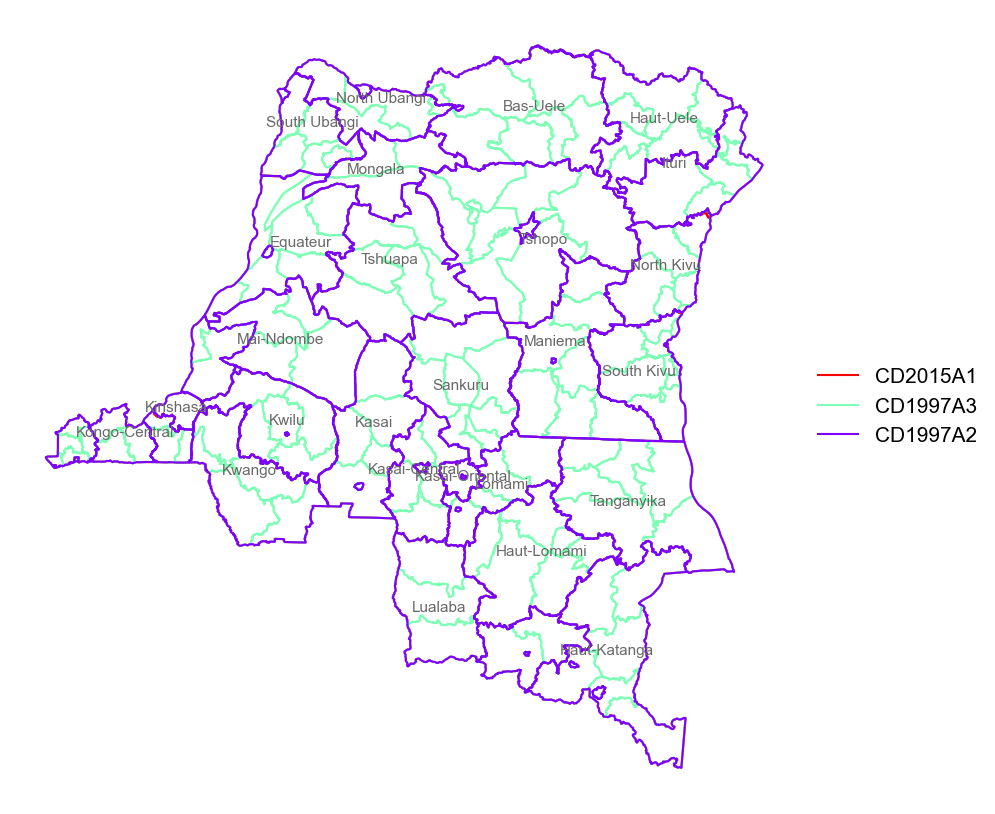 North Ubangi
Bas-Uele
Haut-Uele
South Ubangi
Ituri
Mongala
Equateur
Tshopo
Tshuapa
North Kivu
Mai-Ndombe
Maniema
South Kivu
Sankuru
Kinshasa
Kwilu
Kasai
Kongo-Central
Kwango
Kasai-Central
Kasai-Oriental
Lomami
Tanganyika
Haut-Lomami
Lualaba
Haut-Katanga
CD2015A1
CD1997A3
CD1997A2